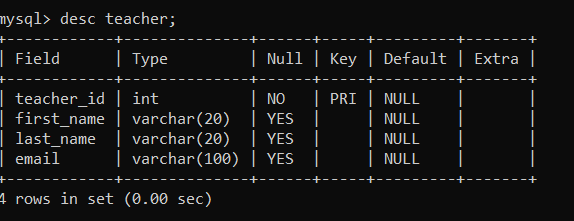 mysql> desc teacher;
+------------+--------------+------+-----+---------+-------+
| Field      | Type         | Null | Key | Default | Extra |
+------------+--------------+------+-----+---------+-------+
| teacher_id | int          | NO   | PRI | NULL    |       |
| first_name | varchar(20)  | YES  |     | NULL    |       |
| last_name  | varchar(20)  | YES  |     | NULL    |       |
| email      | varchar(100) | YES  |     | NULL    |       |
+------------+--------------+------+-----+---------+-------+
4 rows in set (0.00 sec)